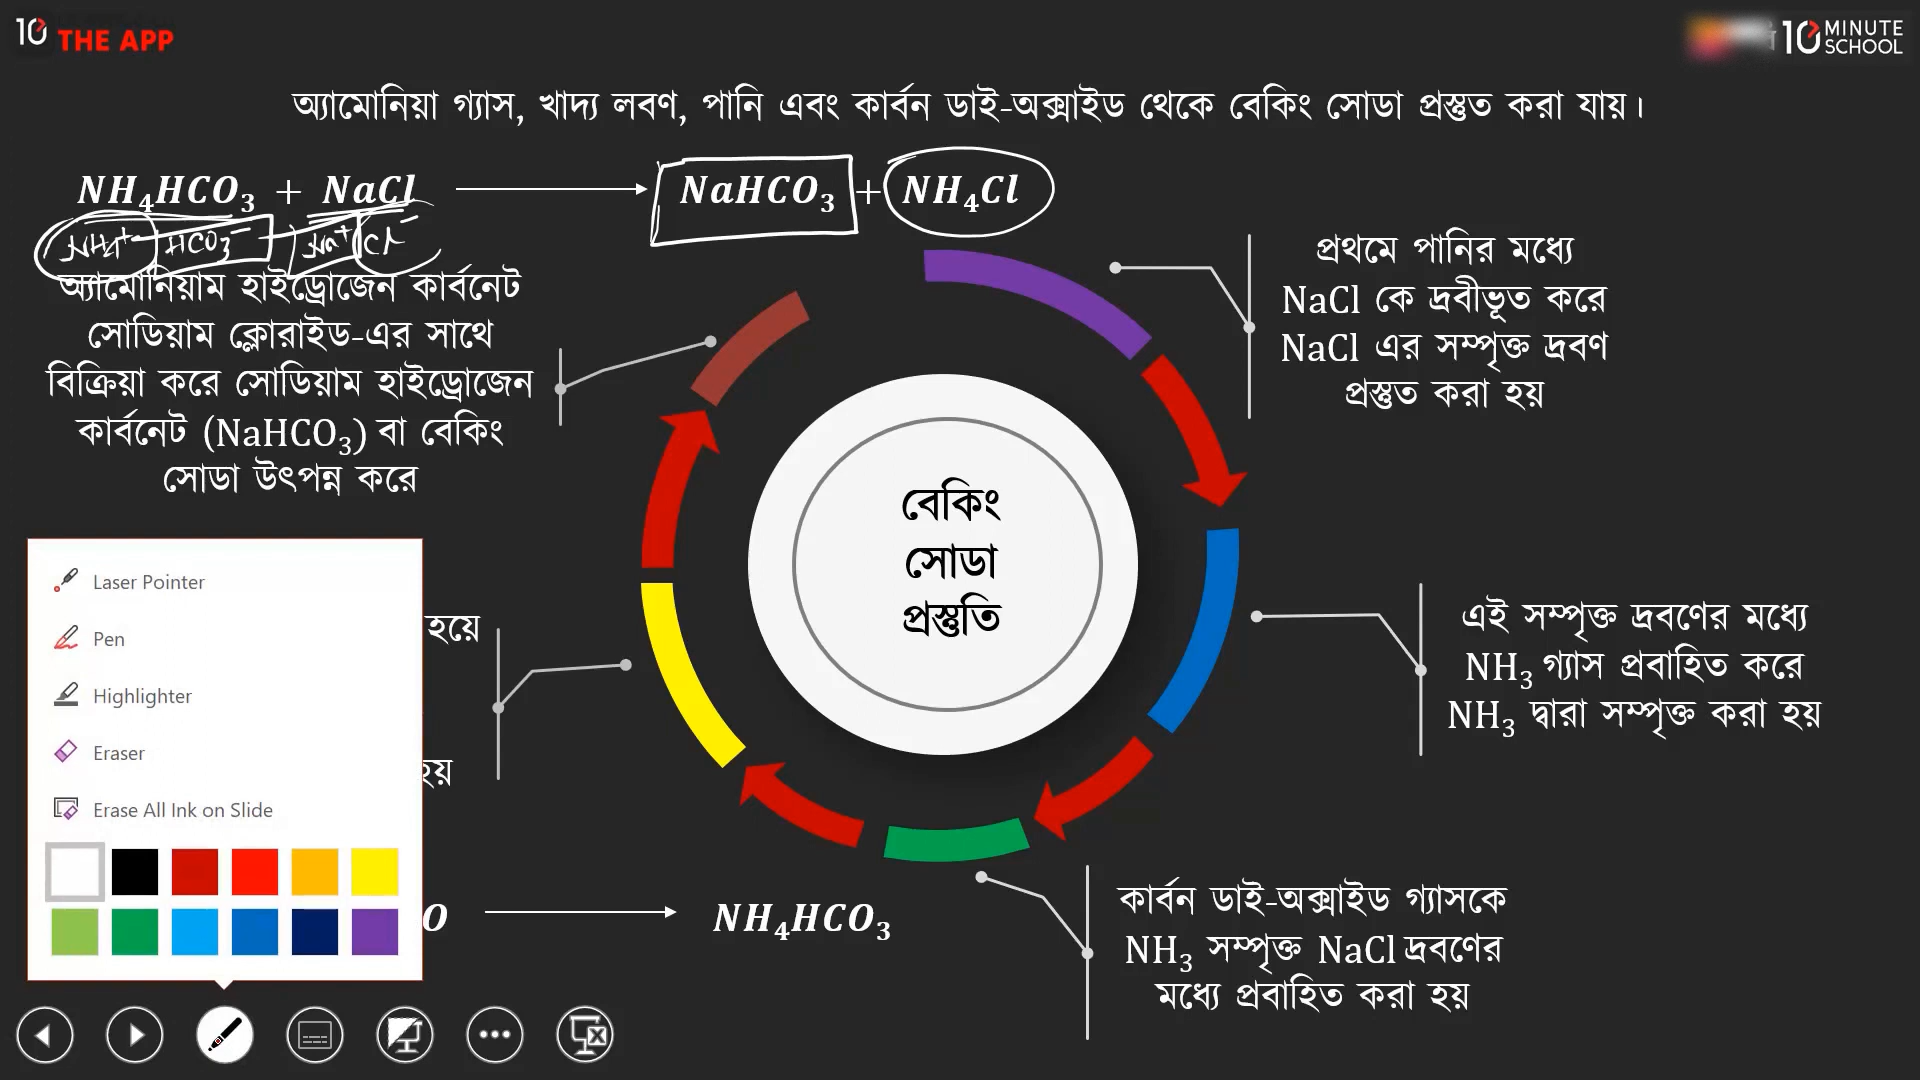 10 THE APP
10 MINUTE SCHOOL
অ্যামোনিয়া গ্যাস, খাদ্য লবণ, পানি এবং কার্বন ডাই-অক্সাইড থেকে বেকিং সোডা প্রস্তুত করা যায়।
NH₄HCO₃ + NaCl ⟶ NaHCO₃ + NH₄Cl
NH₄⁺ HCO₃⁻ + Na⁺ Cl⁻
অ্যামোনিয়াম হাইড্রোজেন কার্বনেট
সোডিয়াম ক্লোরাইড-এর সাথে
বিক্রিয়া করে সোডিয়াম হাইড্রোজেন
কার্বনেট (NaHCO₃) বা বেকিং
সোডা উৎপন্ন করে
প্রথমে পানির মধ্যে
NaCl কে দ্রবীভূত করে
NaCl এর সম্পৃক্ত দ্রবণ
প্রস্তুত করা হয়
বেকিং
সোডা
প্রস্তুতি
এই সম্পৃক্ত দ্রবণের মধ্যে
NH₃ গ্যাস প্রবাহিত করে
NH₃ দ্বারা সম্পৃক্ত করা হয়
কার্বন ডাই-অক্সাইড গ্যাসকে
NH₃ সম্পৃক্ত NaCl দ্রবণের
মধ্যে প্রবাহিত করা হয়
হয়ে
হয়
O ⟶ NH₄HCO₃
Laser Pointer
Pen
Highlighter
Eraser
Erase All Ink on Slide